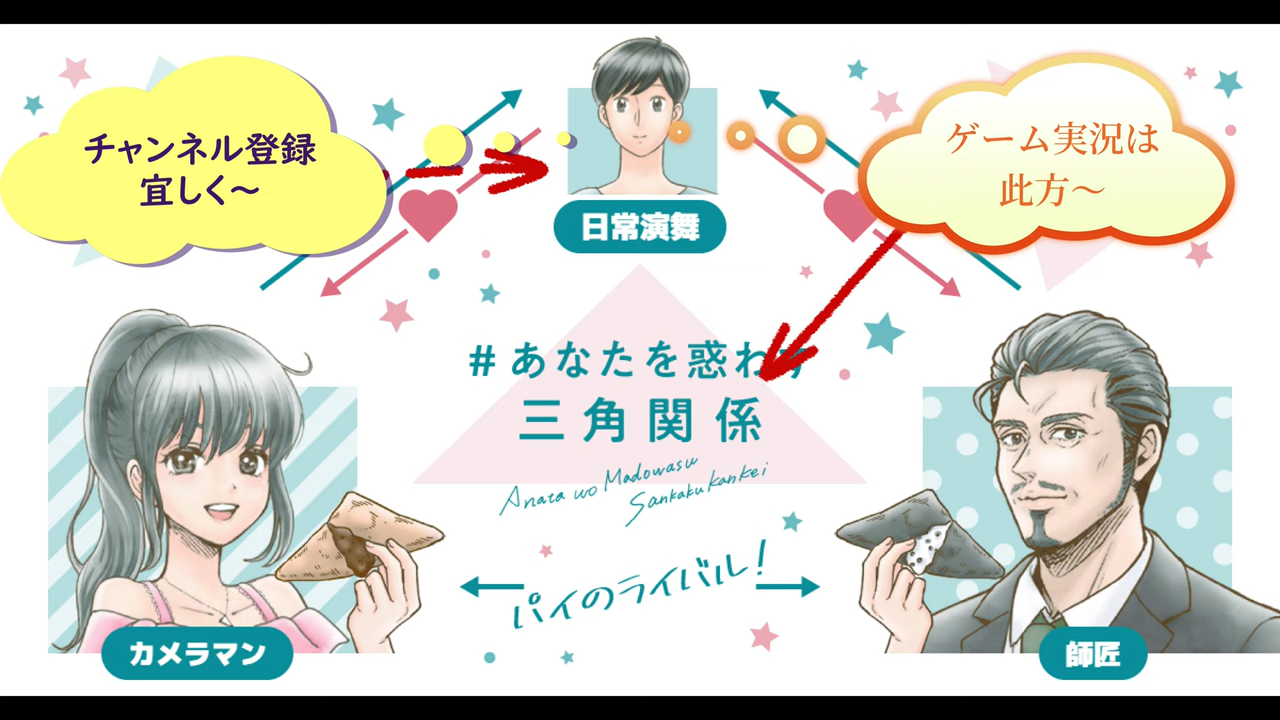 チャンネル登録
宜しく～
ゲーム実況は
此方～
日常演舞
#あなたを惑わす
三角関係
Anata wo Madowasu
Sankaku kankei
パイのライバル!
カメラマン
師匠